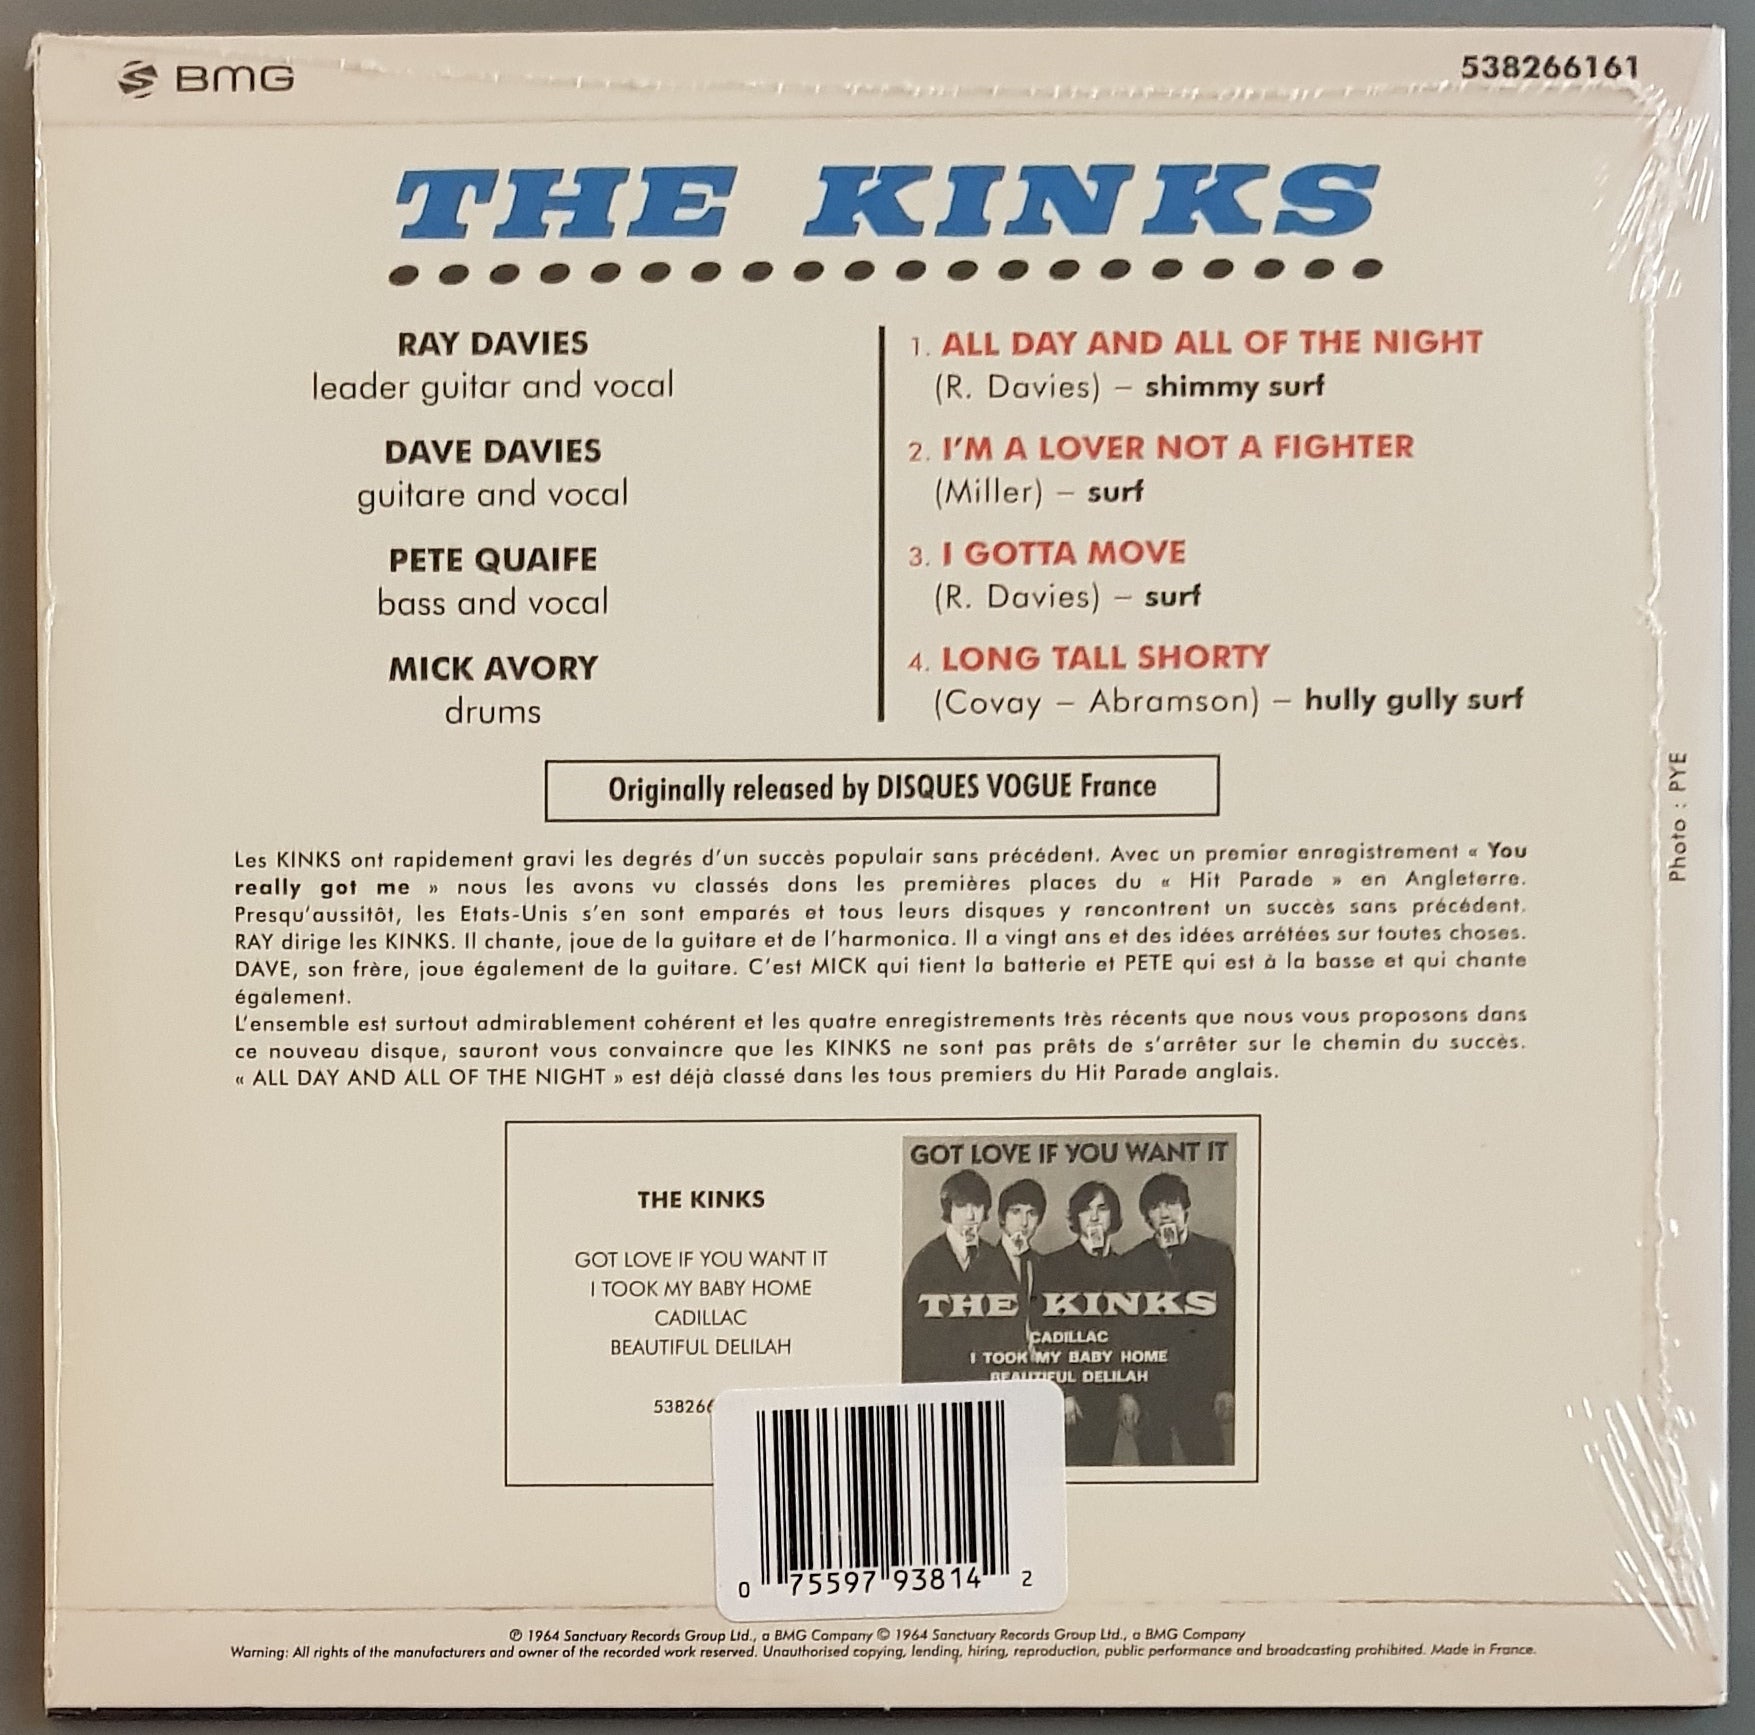 BMG
538266161
THE KINKS
RAY DAVIES
leader guitar and vocal
DAVE DAVIES
guitare and vocal
PETE QUAIFE
bass and vocal
MICK AVORY
drums
1. ALL DAY AND ALL OF THE NIGHT
(R. Davies) – shimmy surf
2. I'M A LOVER NOT A FIGHTER
(Miller) – surf
3. I GOTTA MOVE
(R. Davies) – surf
4. LONG TALL SHORTY
(Covay – Abramson) – hully gully surf
Originally released by DISQUES VOGUE France
Photo : PYE
Les KINKS ont rapidement gravi les degrés d'un succès populair sans précédent. Avec un premier enregistrement « You
really got me » nous les avons vu classés dons les premières places du « Hit Parade » en Angleterre.
Presqu'aussitôt, les Etats-Unis s'en sont emparés et tous leurs disques y rencontrent un succès sans précédent.
RAY dirige les KINKS. Il chante, joue de la guitare et de l'harmonica. Il a vingt ans et des idées arrétées sur toutes choses.
DAVE, son frère, joue également de la guitare. C'est MICK qui tient la batterie et PETE qui est à la basse et qui chante
également.
L'ensemble est surtout admirablement cohérent et les quatre enregistrements très récents que nous vous proposons dans
ce nouveau disque, sauront vous convaincre que les KINKS ne sont pas prêts de s'arrêter sur le chemin du succès.
« ALL DAY AND ALL OF THE NIGHT » est déjà classé dans les tous premiers du Hit Parade anglais.
THE KINKS
GOT LOVE IF YOU WANT IT
I TOOK MY BABY HOME
CADILLAC
BEAUTIFUL DELILAH
538266
GOT LOVE IF YOU WANT IT
THE KINKS
CADILLAC
I TOOK MY BABY HOME
BEAUTIFUL DELILAH
0 75597 93814 2
℗ 1964 Sanctuary Records Group Ltd., a BMG Company © 1964 Sanctuary Records Group Ltd., a BMG Company
Warning: All rights of the manufacturers and owner of the recorded work reserved. Unauthorised copying, lending, hiring, reproduction, public performance and broadcasting prohibited. Made in France.